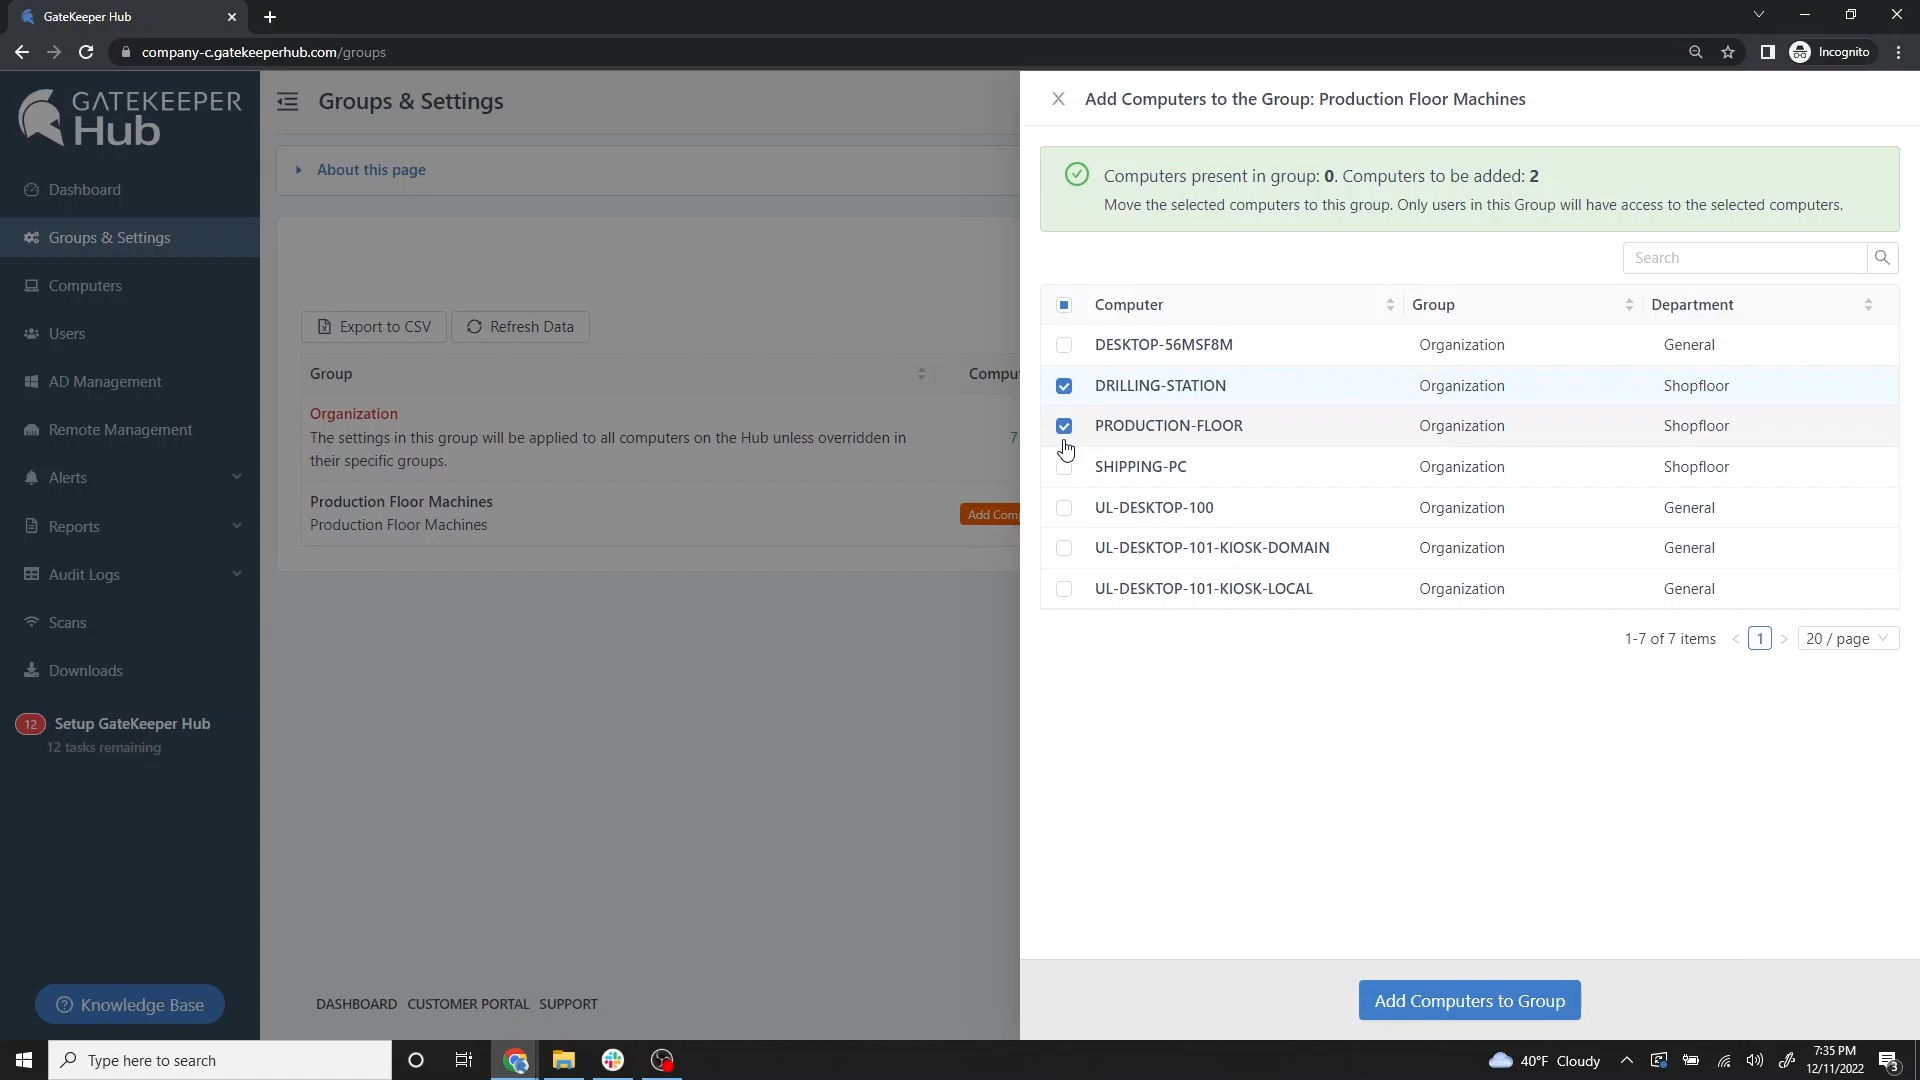 GateKeeper Hub
company-c.gatekeeperhub.com/groups
Incognito
GATEKEEPER
Hub
Dashboard
Groups & Settings
Computers
Users
AD Management
Remote Management
Alerts
Reports
Audit Logs
Scans
Downloads
12 Setup GateKeeper Hub
12 tasks remaining
Knowledge Base
Groups & Settings
About this page
Export to CSV Refresh Data
Group
Organization
The settings in this group will be applied to all computers on the Hub unless overridden in
their specific groups.
7
Production Floor Machines
Production Floor Machines
DASHBOARD CUSTOMER PORTAL SUPPORT
Add Computers to the Group: Production Floor Machines
Computers present in group: 0. Computers to be added: 2
Move the selected computers to this group. Only users in this Group will have access to the selected computers.
Search
Computer Group Department
DESKTOP-56MSF8M Organization General
DRILLING-STATION Organization Shopfloor
PRODUCTION-FLOOR Organization Shopfloor
SHIPPING-PC Organization Shopfloor
UL-DESKTOP-100 Organization General
UL-DESKTOP-101-KIOSK-DOMAIN Organization General
UL-DESKTOP-101-KIOSK-LOCAL Organization General
1-7 of 7 items < 1 > 20 / page
Add Computers to Group
Type here to search
40°F Cloudy
7:35 PM
12/11/2022
3